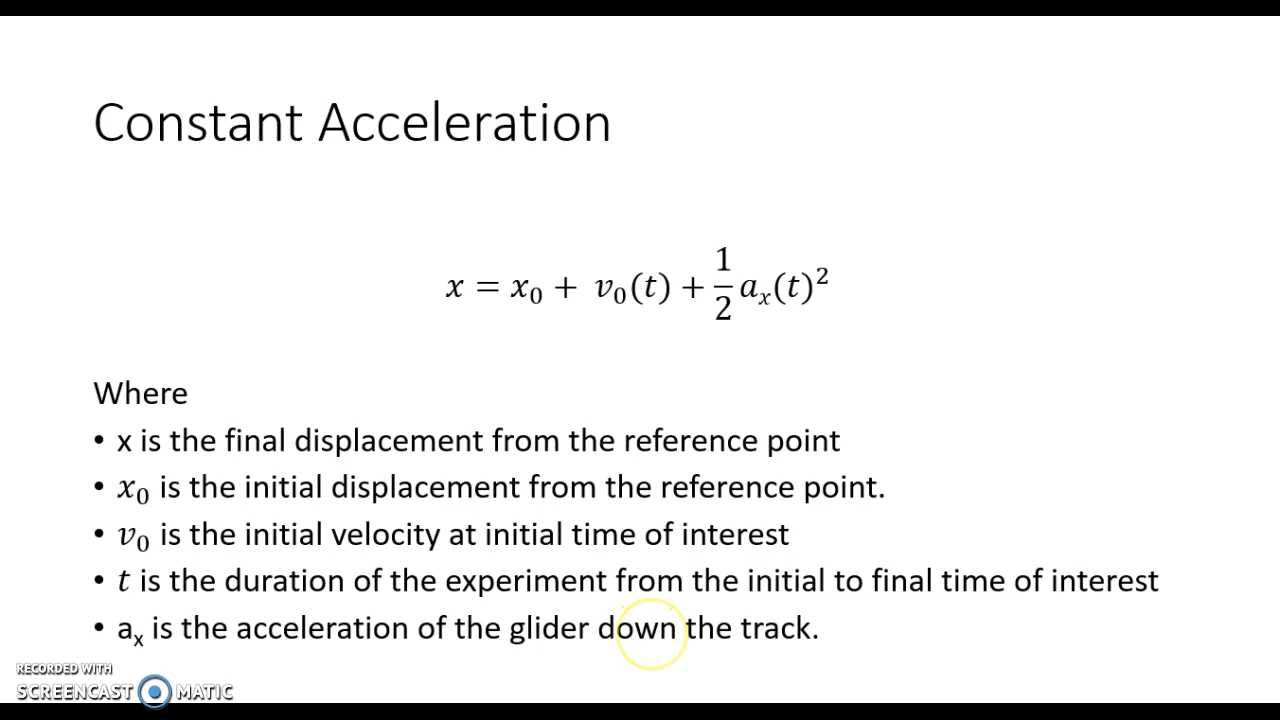 Constant Acceleration
x = x₀ + v₀(t) + 1/2 aₓ(t)²
Where
• x is the final displacement from the reference point
• x₀ is the initial displacement from the reference point.
• v₀ is the initial velocity at initial time of interest
• t is the duration of the experiment from the initial to final time of interest
• aₓ is the acceleration of the glider down the track.
RECORDED WITH
SCREENCAST MATIC